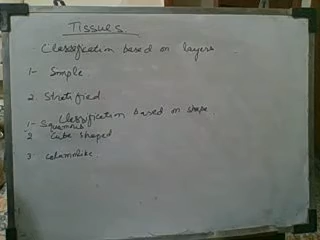 Tissues
Classification based on layers
1- Simple.
2. Stratified.
Classification based on shape
1- Squamous
2 Cube shaped
3 columnlike.